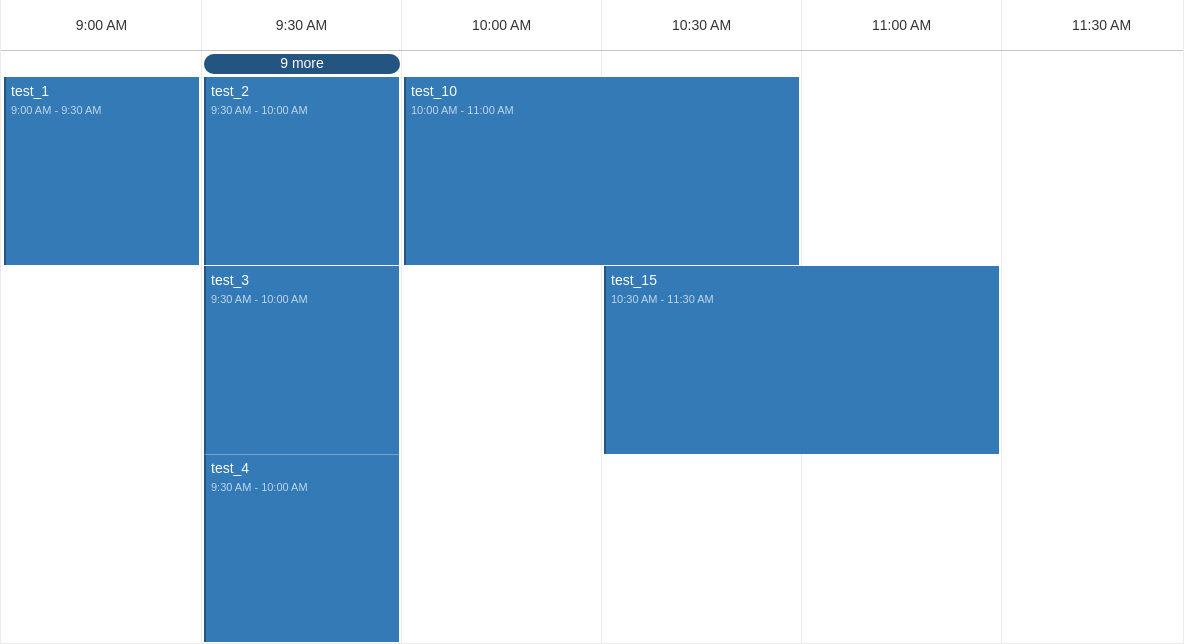 9:00 AM
9:30 AM
10:00 AM
10:30 AM
11:00 AM
11:30 AM
9 more
test_1
9:00 AM - 9:30 AM
test_2
9:30 AM - 10:00 AM
test_10
10:00 AM - 11:00 AM
test_3
9:30 AM - 10:00 AM
test_15
10:30 AM - 11:30 AM
test_4
9:30 AM - 10:00 AM